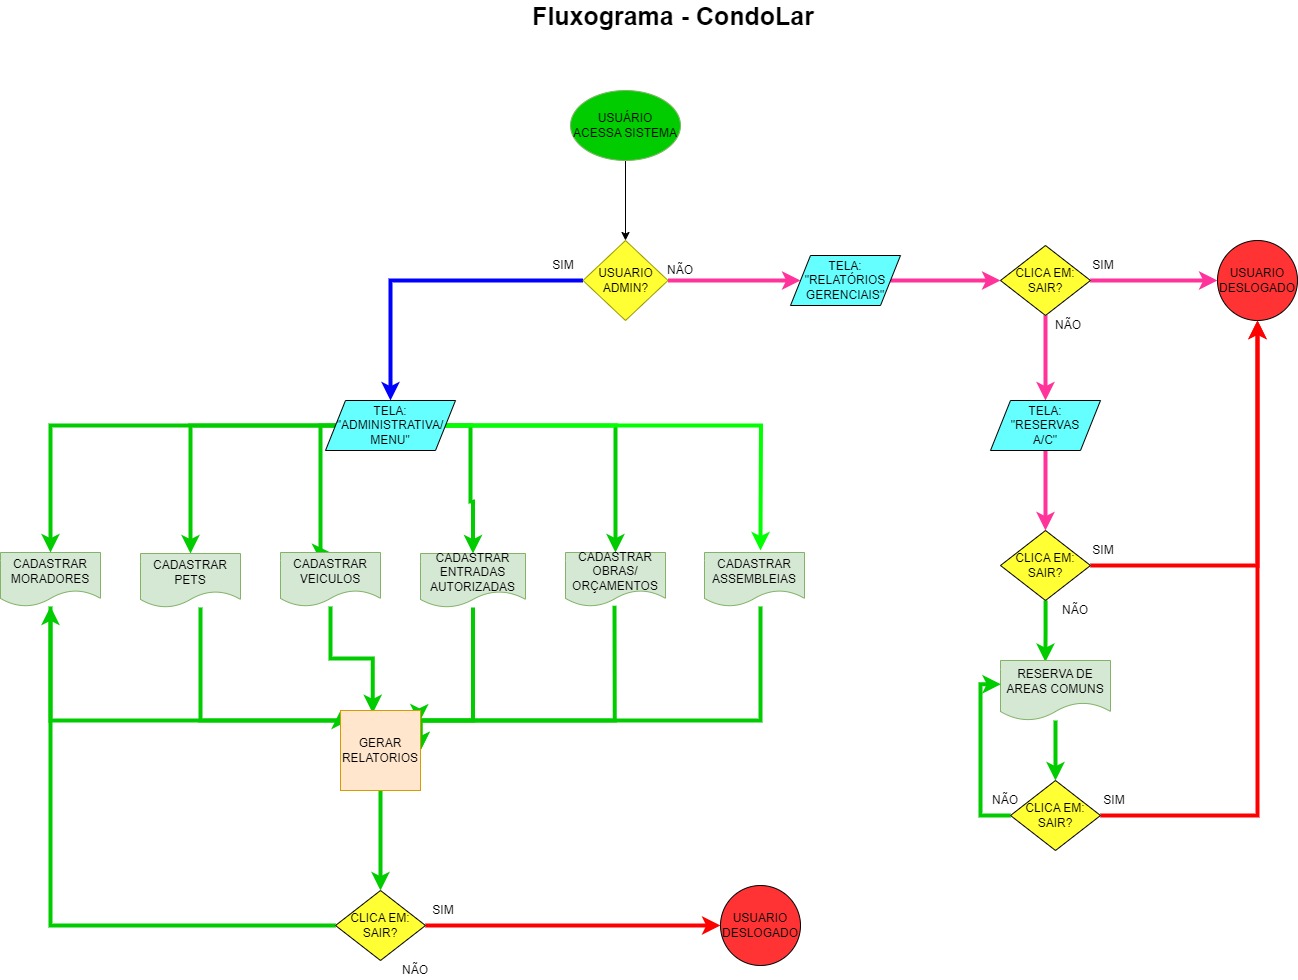 Fluxograma - CondoLar
USUÁRIO
ACESSA SISTEMA
SIM
USUARIO
ADMIN?
NÃO
TELA:
"RELATÓRIOS
GERENCIAIS"
CLICA EM:
SAIR?
SIM
USUARIO
DESLOGADO
NÃO
TELA:
"ADMINISTRATIVA/
MENU"
TELA:
"RESERVAS
A/C"
CADASTRAR
MORADORES
CADASTRAR
PETS
CADASTRAR
VEICULOS
CADASTRAR
ENTRADAS
AUTORIZADAS
CADASTRAR
OBRAS/
ORÇAMENTOS
CADASTRAR
ASSEMBLEIAS
CLICA EM:
SAIR?
SIM
NÃO
RESERVA DE
AREAS COMUNS
GERAR
RELATORIOS
NÃO
CLICA EM:
SAIR?
SIM
CLICA EM:
SAIR?
SIM
NÃO
USUARIO
DESLOGADO